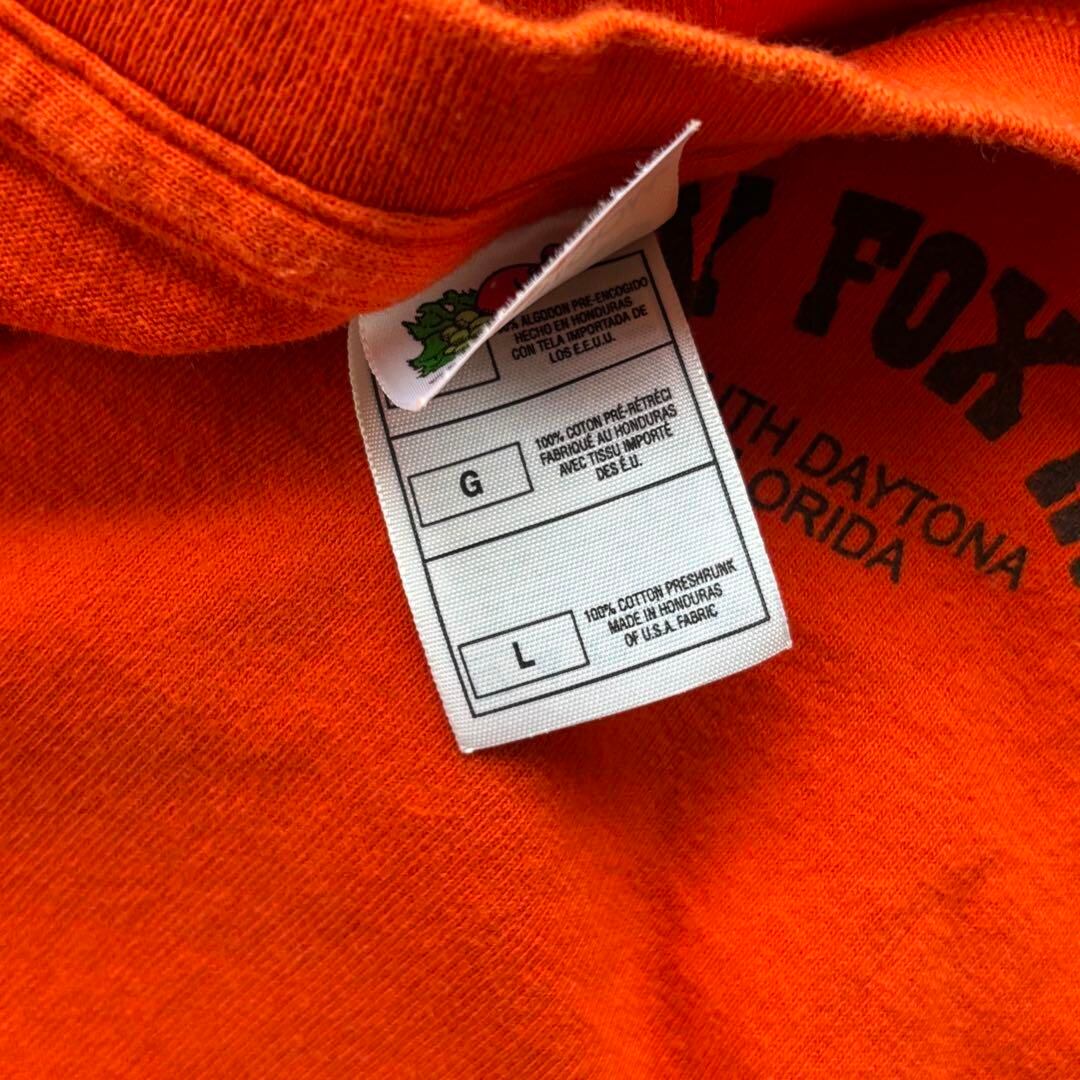 ALGODON PRE-ENCOGIDO
HECHO EN HONDURAS
CON TELA IMPORTADA DE
LOS E.E.U.U.
G
100% COTON PRÉ-RÉTRÉCI
FABRIQUÉ AU HONDURAS
AVEC TISSU IMPORTÉ
DES É.U.
L
100% COTTON PRESHRUNK
MADE IN HONDURAS
OF U.S.A. FABRIC
FOX
UTH DAYTONA
ORIDA